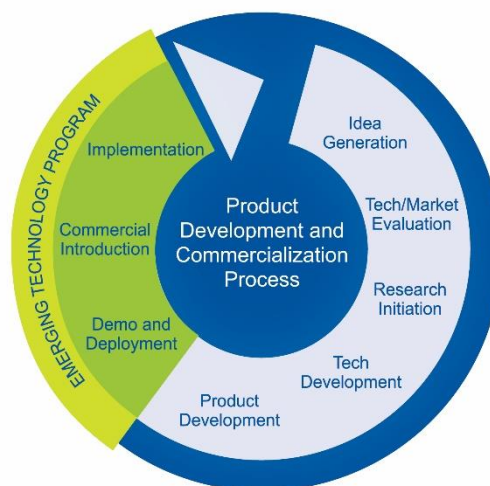 Product
Development and
Commercialization
Process
Idea
Generation
Tech/Market
Evaluation
Research
Initiation
Tech
Development
Product
Development
Demo and
Deployment
Commercial
Introduction
Implementation
EMERGING TECHNOLOGY PROGRAM